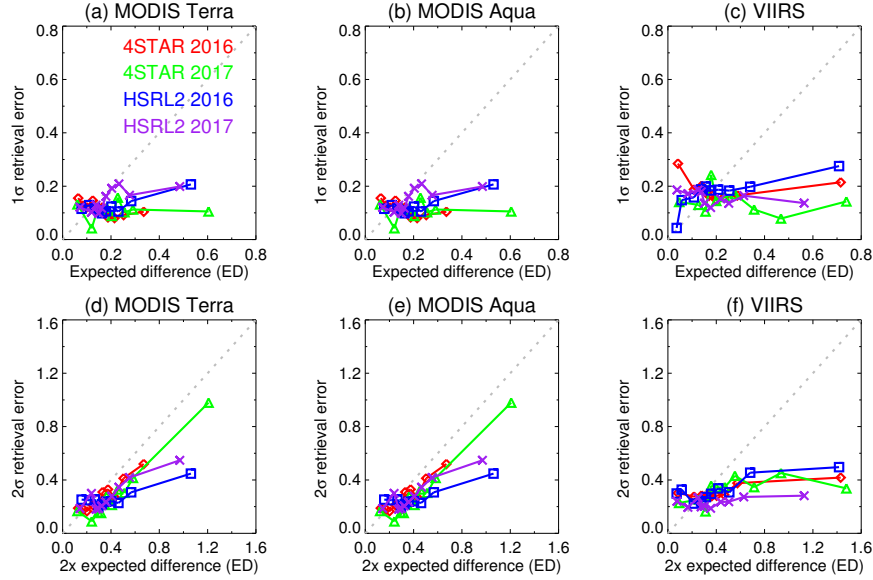 (a) MODIS Terra
(b) MODIS Aqua
(c) VIIRS
0.8
0.6
0.4
0.2
0.0
1σ retrieval error
4STAR 2016
4STAR 2017
HSRL2 2016
HSRL2 2017
0.0 0.2 0.4 0.6 0.8
Expected difference (ED)
0.8
0.6
0.4
0.2
0.0
1σ retrieval error
0.0 0.2 0.4 0.6 0.8
Expected difference (ED)
0.8
0.6
0.4
0.2
0.0
1σ retrieval error
0.0 0.2 0.4 0.6 0.8
Expected difference (ED)
(d) MODIS Terra
(e) MODIS Aqua
(f) VIIRS
1.6
1.2
0.8
0.4
0.0
2σ retrieval error
0.0 0.4 0.8 1.2 1.6
2x expected difference (ED)
1.6
1.2
0.8
0.4
0.0
2σ retrieval error
0.0 0.4 0.8 1.2 1.6
2x expected difference (ED)
1.6
1.2
0.8
0.4
0.0
2σ retrieval error
0.0 0.4 0.8 1.2 1.6
2x expected difference (ED)